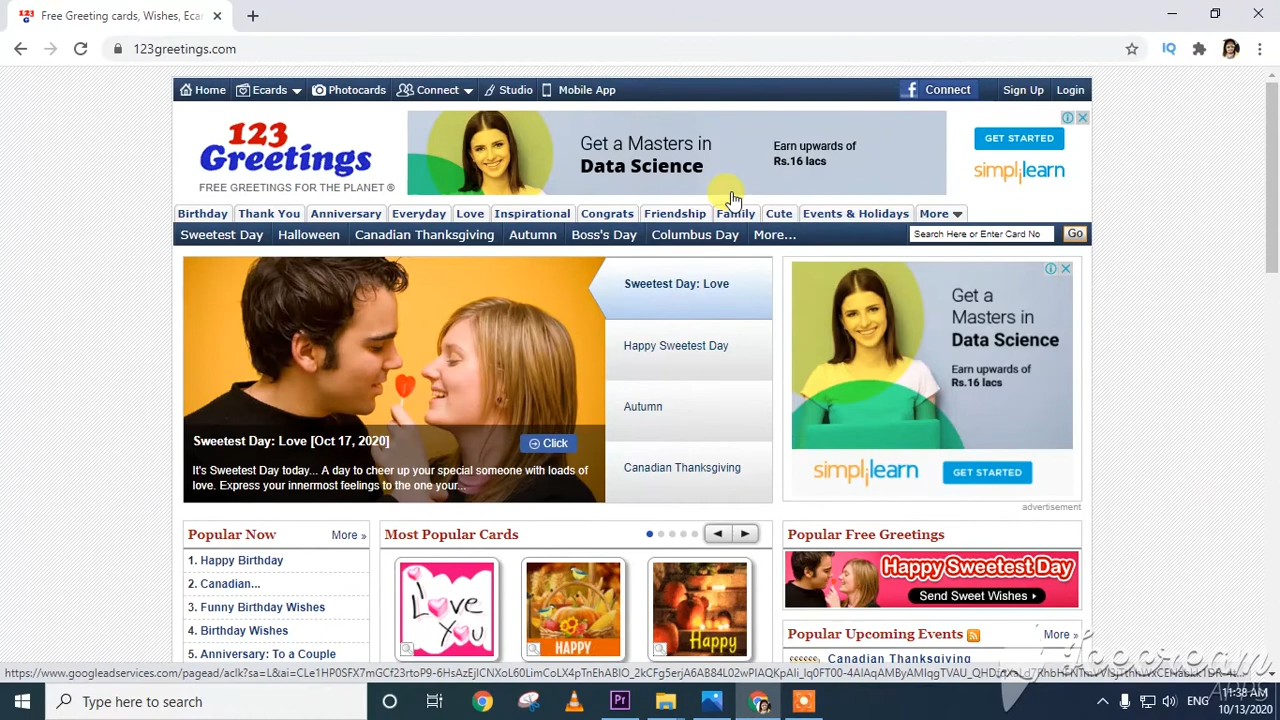 Free Greeting cards, Wishes, Ecar
123greetings.com
IQ
Home Ecards Photocards Connect Studio Mobile App Connect Sign Up Login
123 Greetings
FREE GREETINGS FOR THE PLANET ®
Get a Masters in
Data Science
Earn upwards of
Rs.16 lacs
GET STARTED
simplilearn
Birthday Thank You Anniversary Everyday Love Inspirational Congrats Friendship Family Cute Events & Holidays More
Sweetest Day Halloween Canadian Thanksgiving Autumn Boss's Day Columbus Day More... Search Here or Enter Card No Go
Sweetest Day: Love
Happy Sweetest Day
Autumn
Canadian Thanksgiving
Sweetest Day: Love [Oct 17, 2020]
Click
It's Sweetest Day today... A day to cheer up your special someone with loads of
love. Express your innermost feelings to the one your...
Get a
Masters in
Data Science
Earn upwards of
Rs.16 lacs
simplilearn GET STARTED
advertisement
Popular Now More »
1. Happy Birthday
2. Canadian...
3. Funny Birthday Wishes
4. Birthday Wishes
5. Anniversary: To a Couple
Most Popular Cards
I Love You
HAPPY
Happy
Popular Free Greetings
Happy Sweetest Day
Send Sweet Wishes
Popular Upcoming Events More »
Canadian Thanksgiving
Type here to search
Pr
ENG
11:38 AM
10/13/2020